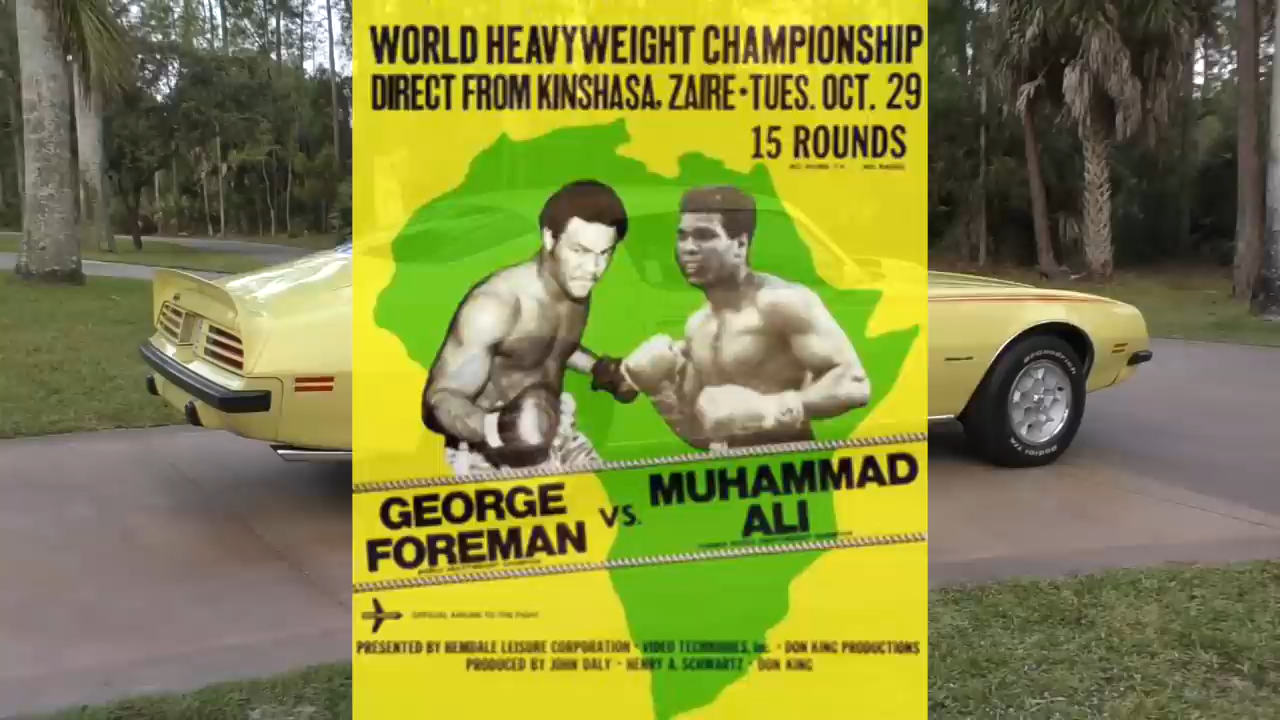 WORLD HEAVYWEIGHT CHAMPIONSHIP
DIRECT FROM KINSHASA, ZAIRE • TUES. OCT. 29
15 ROUNDS
GEORGE FOREMAN
VS.
MUHAMMAD ALI
OFFICIAL AIRLINE TO THE FIGHT
PRESENTED BY HEMDALE LEISURE CORPORATION • VIDEO TECHNIQUES, Inc. • DON KING PRODUCTIONS
PRODUCED BY JOHN DALY • HENRY A. SCHWARTZ • DON KING
BFGoodrich
Radial T/A